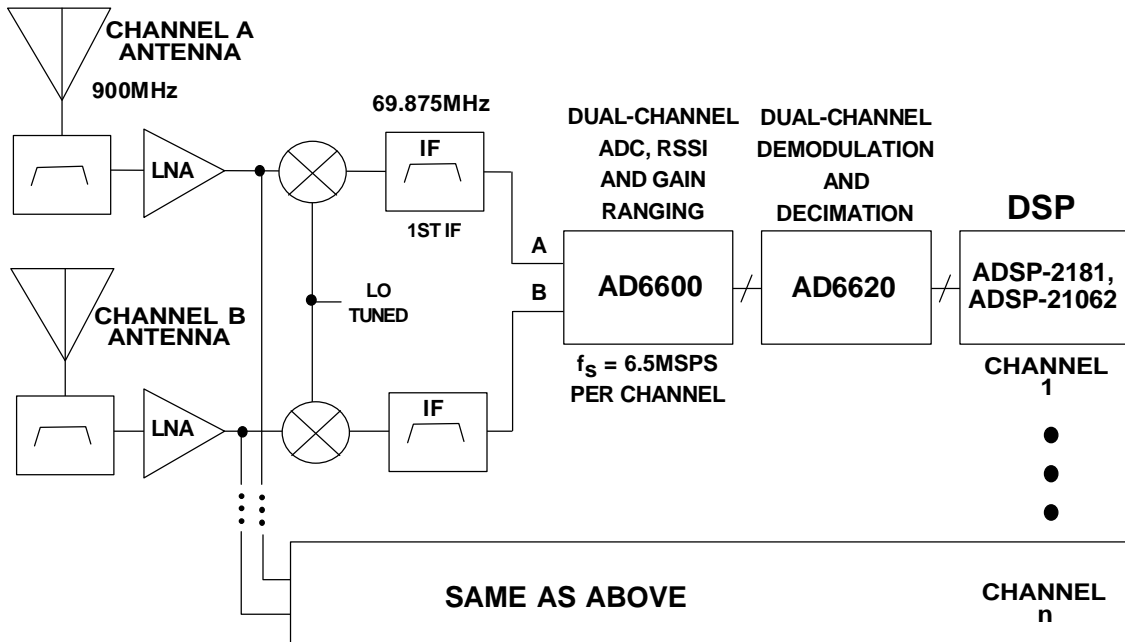 CHANNEL A
ANTENNA
900MHz
LNA
69.875MHz
IF
1ST IF
DUAL-CHANNEL
ADC, RSSI
AND GAIN
RANGING
DUAL-CHANNEL
DEMODULATION
AND
DECIMATION
DSP
A
B
AD6600
AD6620
ADSP-2181,
ADSP-21062
CHANNEL B
ANTENNA
LO
TUNED
fS = 6.5MSPS
PER CHANNEL
CHANNEL
1
LNA
IF
SAME AS ABOVE
CHANNEL
n